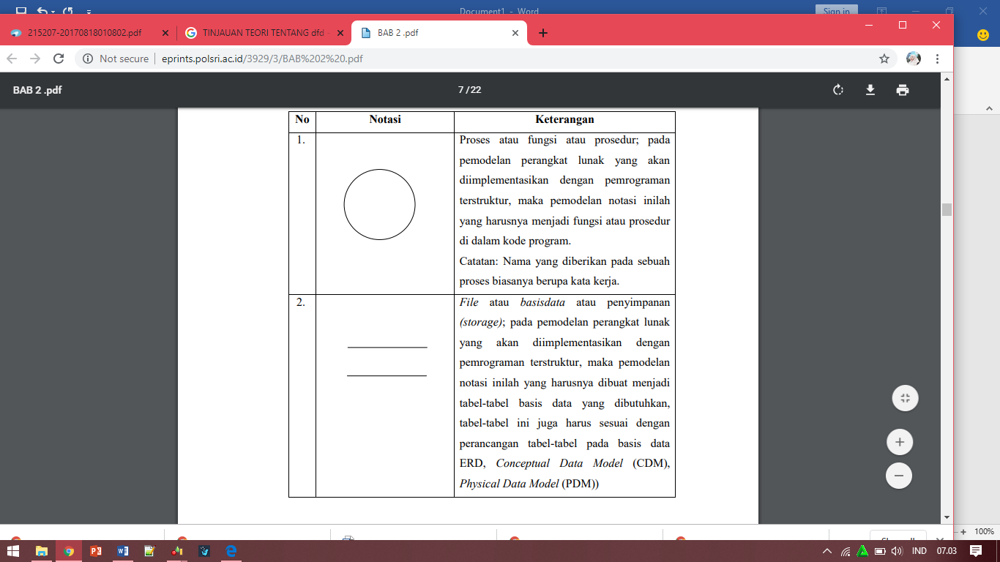 Document1 - Word
Sign in
215207-20170818010802.pdf
TINJAUAN TEORI TENTANG dfd
BAB 2 .pdf
Not secure
eprints.polsri.ac.id/3929/3/BAB%202%20.pdf
BAB 2 .pdf
7 / 22
No Notasi Keterangan
1.
Proses atau fungsi atau prosedur; pada
pemodelan perangkat lunak yang akan
diimplementasikan dengan pemrograman
terstruktur, maka pemodelan notasi inilah
yang harusnya menjadi fungsi atau prosedur
di dalam kode program.
Catatan: Nama yang diberikan pada sebuah
proses biasanya berupa kata kerja.
2.
File atau basisdata atau penyimpanan
(storage); pada pemodelan perangkat lunak
yang akan diimplementasikan dengan
pemrograman terstruktur, maka pemodelan
notasi inilah yang harusnya dibuat menjadi
tabel-tabel basis data yang dibutuhkan,
tabel-tabel ini juga harus sesuai dengan
perancangan tabel-tabel pada basis data
ERD, Conceptual Data Model (CDM),
Physical Data Model (PDM))
100%
IND 07.03